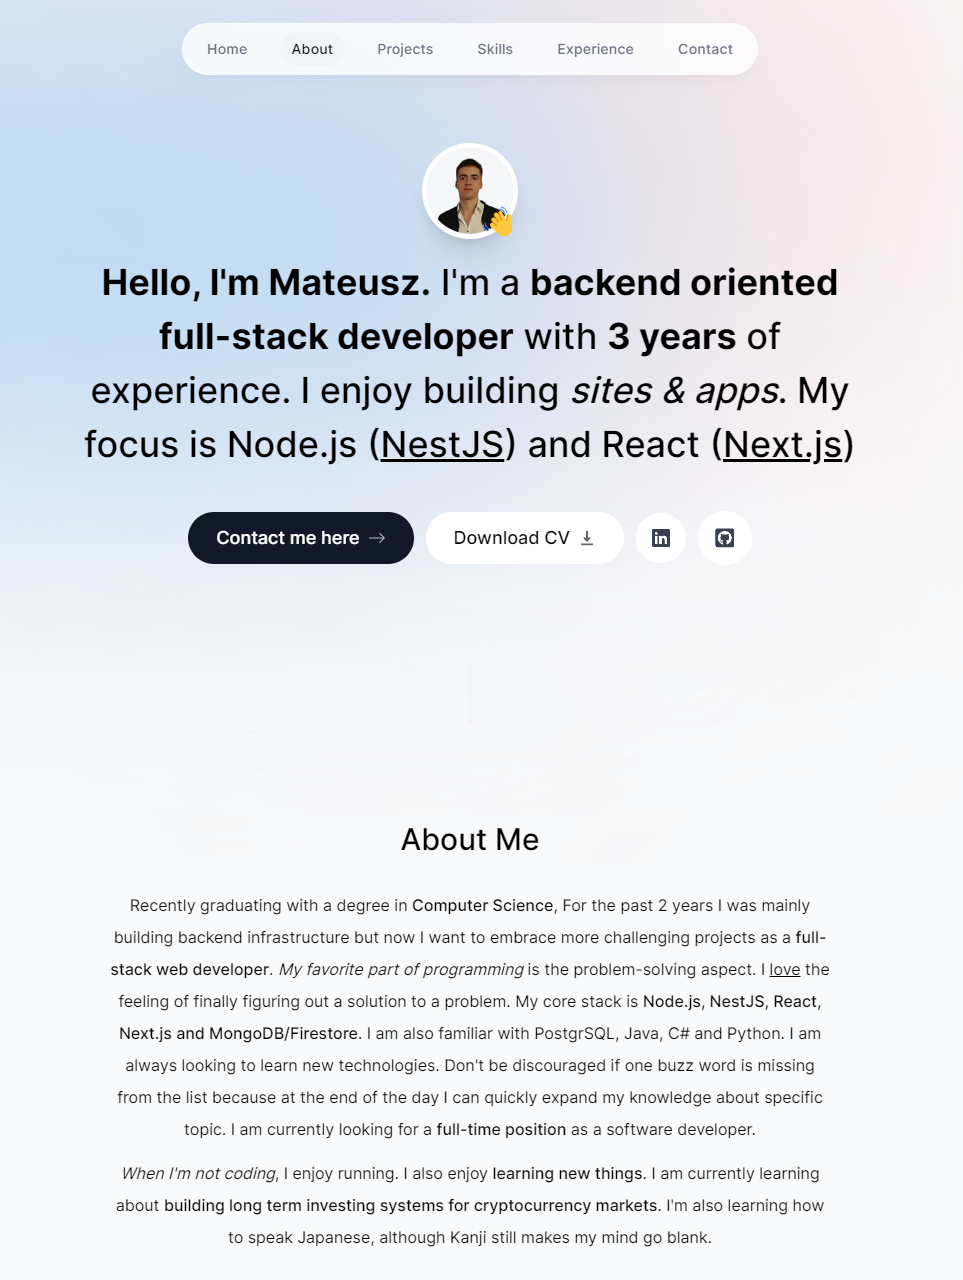 Home About Projects Skills Experience Contact
Hello, I'm Mateusz. I'm a backend oriented
full-stack developer with 3 years of
experience. I enjoy building sites & apps. My
focus is Node.js (NestJS) and React (Next.js)
Contact me here Download CV
About Me
Recently graduating with a degree in Computer Science, For the past 2 years I was mainly
building backend infrastructure but now I want to embrace more challenging projects as a full-
stack web developer. My favorite part of programming is the problem-solving aspect. I love the
feeling of finally figuring out a solution to a problem. My core stack is Node.js, NestJS, React,
Next.js and MongoDB/Firestore. I am also familiar with PostgrSQL, Java, C# and Python. I am
always looking to learn new technologies. Don't be discouraged if one buzz word is missing
from the list because at the end of the day I can quickly expand my knowledge about specific
topic. I am currently looking for a full-time position as a software developer.
When I'm not coding, I enjoy running. I also enjoy learning new things. I am currently learning
about building long term investing systems for cryptocurrency markets. I'm also learning how
to speak Japanese, although Kanji still makes my mind go blank.